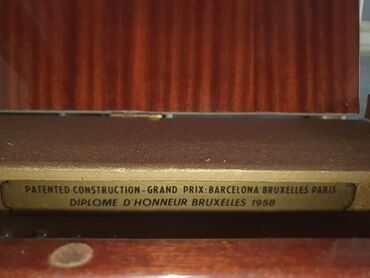 PATENTED CONSTRUCTION - GRAND PRIX: BARCELONA BRUXELLES PARIS
DIPLOME D'HONNEUR BRUXELLES 1958